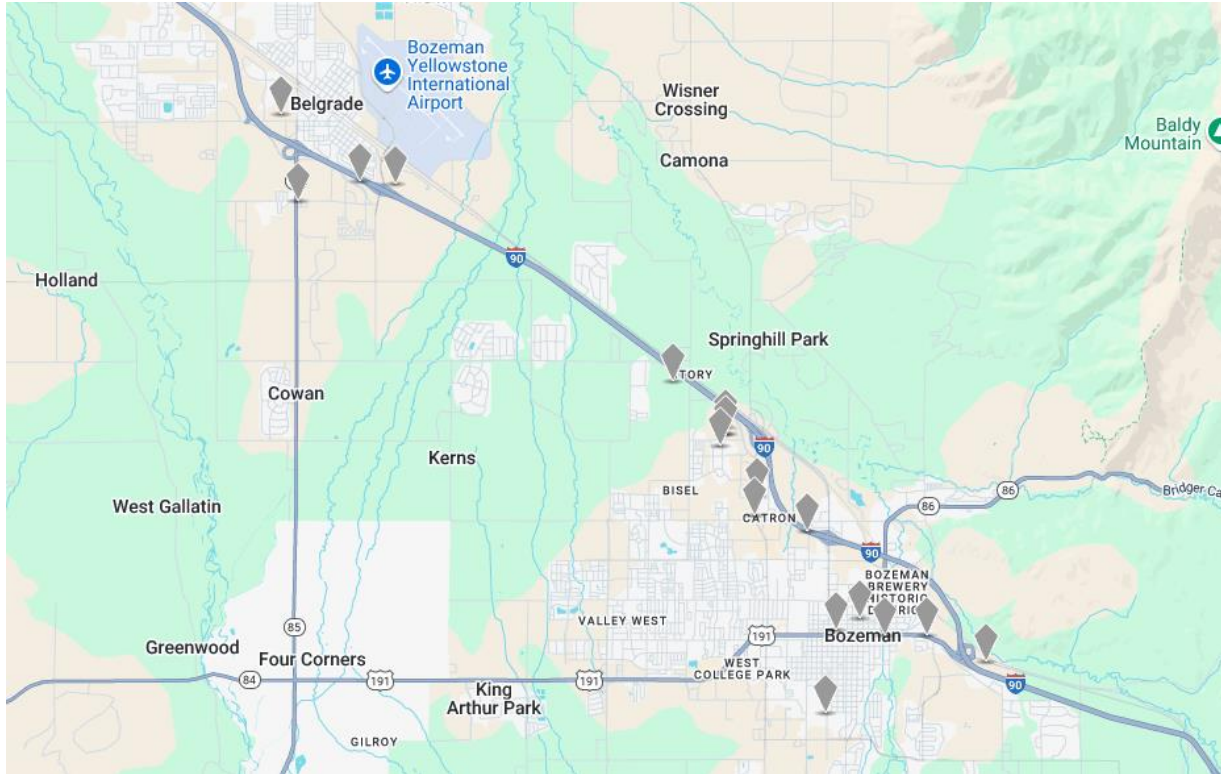 Bozeman
Yellowstone
International
Airport
Belgrade
Wisner
Crossing
Baldy
Mountain
Camona
90
Holland
Springhill Park
TORY
Cowan
90
Kerns
BISEL
86
Bridger Ca
West Gallatin
86
CATRON
90
BOZEMAN
BREWERY
HISTORIC
DISTRICT
VALLEY WEST
85
191
Bozeman
Greenwood
Four Corners
WEST
COLLEGE PARK
84
191
191
King
Arthur Park
90
GILROY